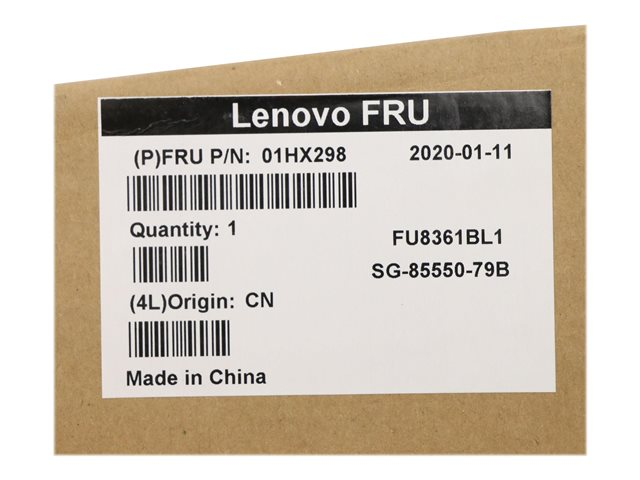 Lenovo FRU
(P)FRU P/N: 01HX298 2020-01-11
Quantity: 1
FU8361BL1
SG-85550-79B
(4L)Origin: CN
Made in China